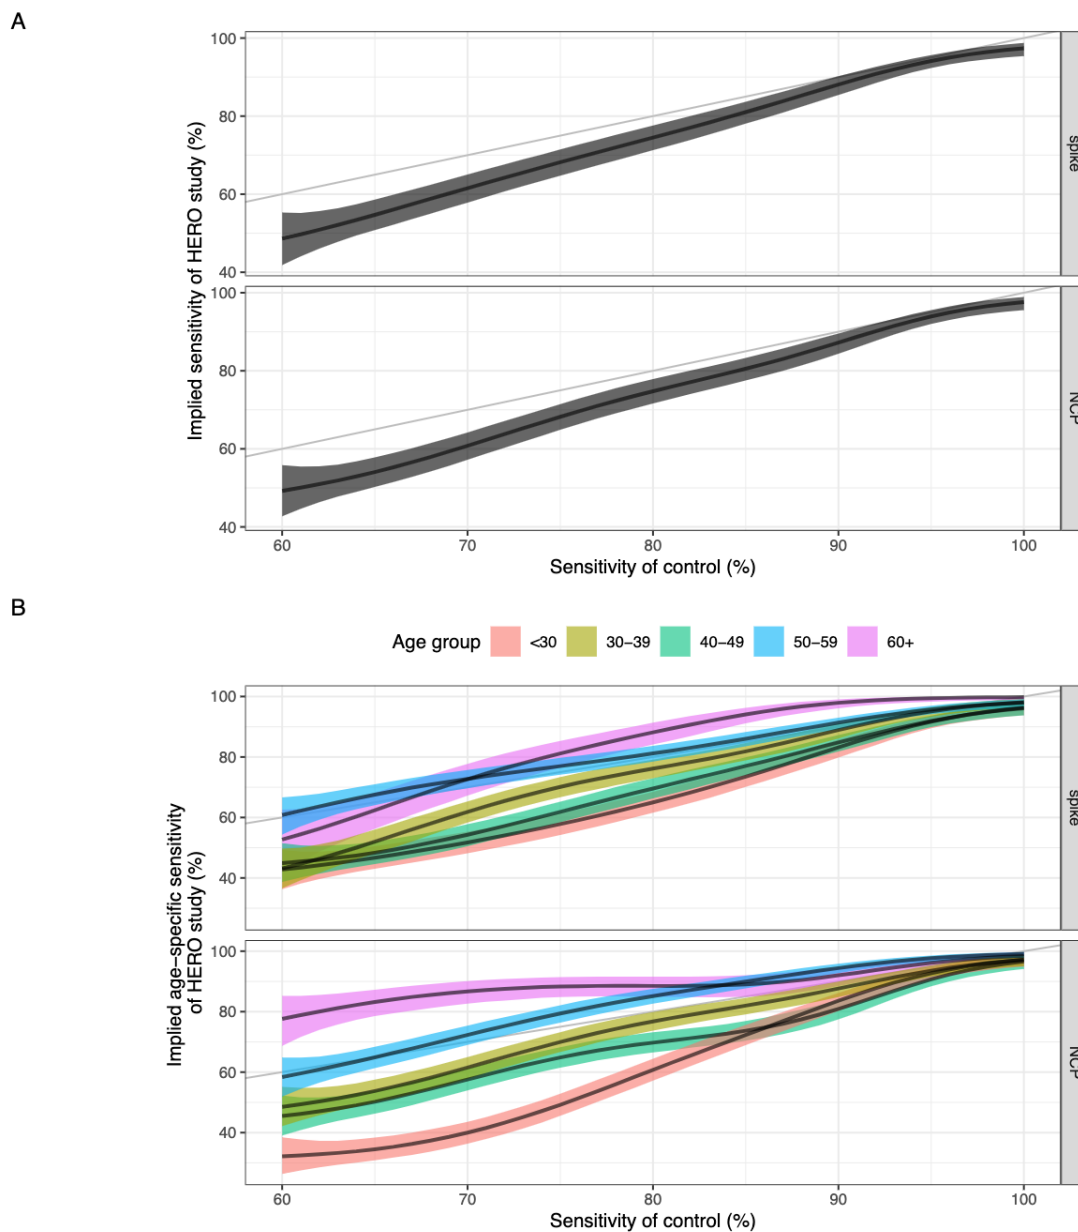 A
100
80
60
40
spike
100
80
60
40
NCP
Implied sensitivity of HERO study (%)
60 70 80 90 100
Sensitivity of control (%)
B
Age group <30 30–39 40–49 50–59 60+
100
80
60
40
spike
100
80
60
40
NCP
Implied age–specific sensitivity
of HERO study (%)
60 70 80 90 100
Sensitivity of control (%)